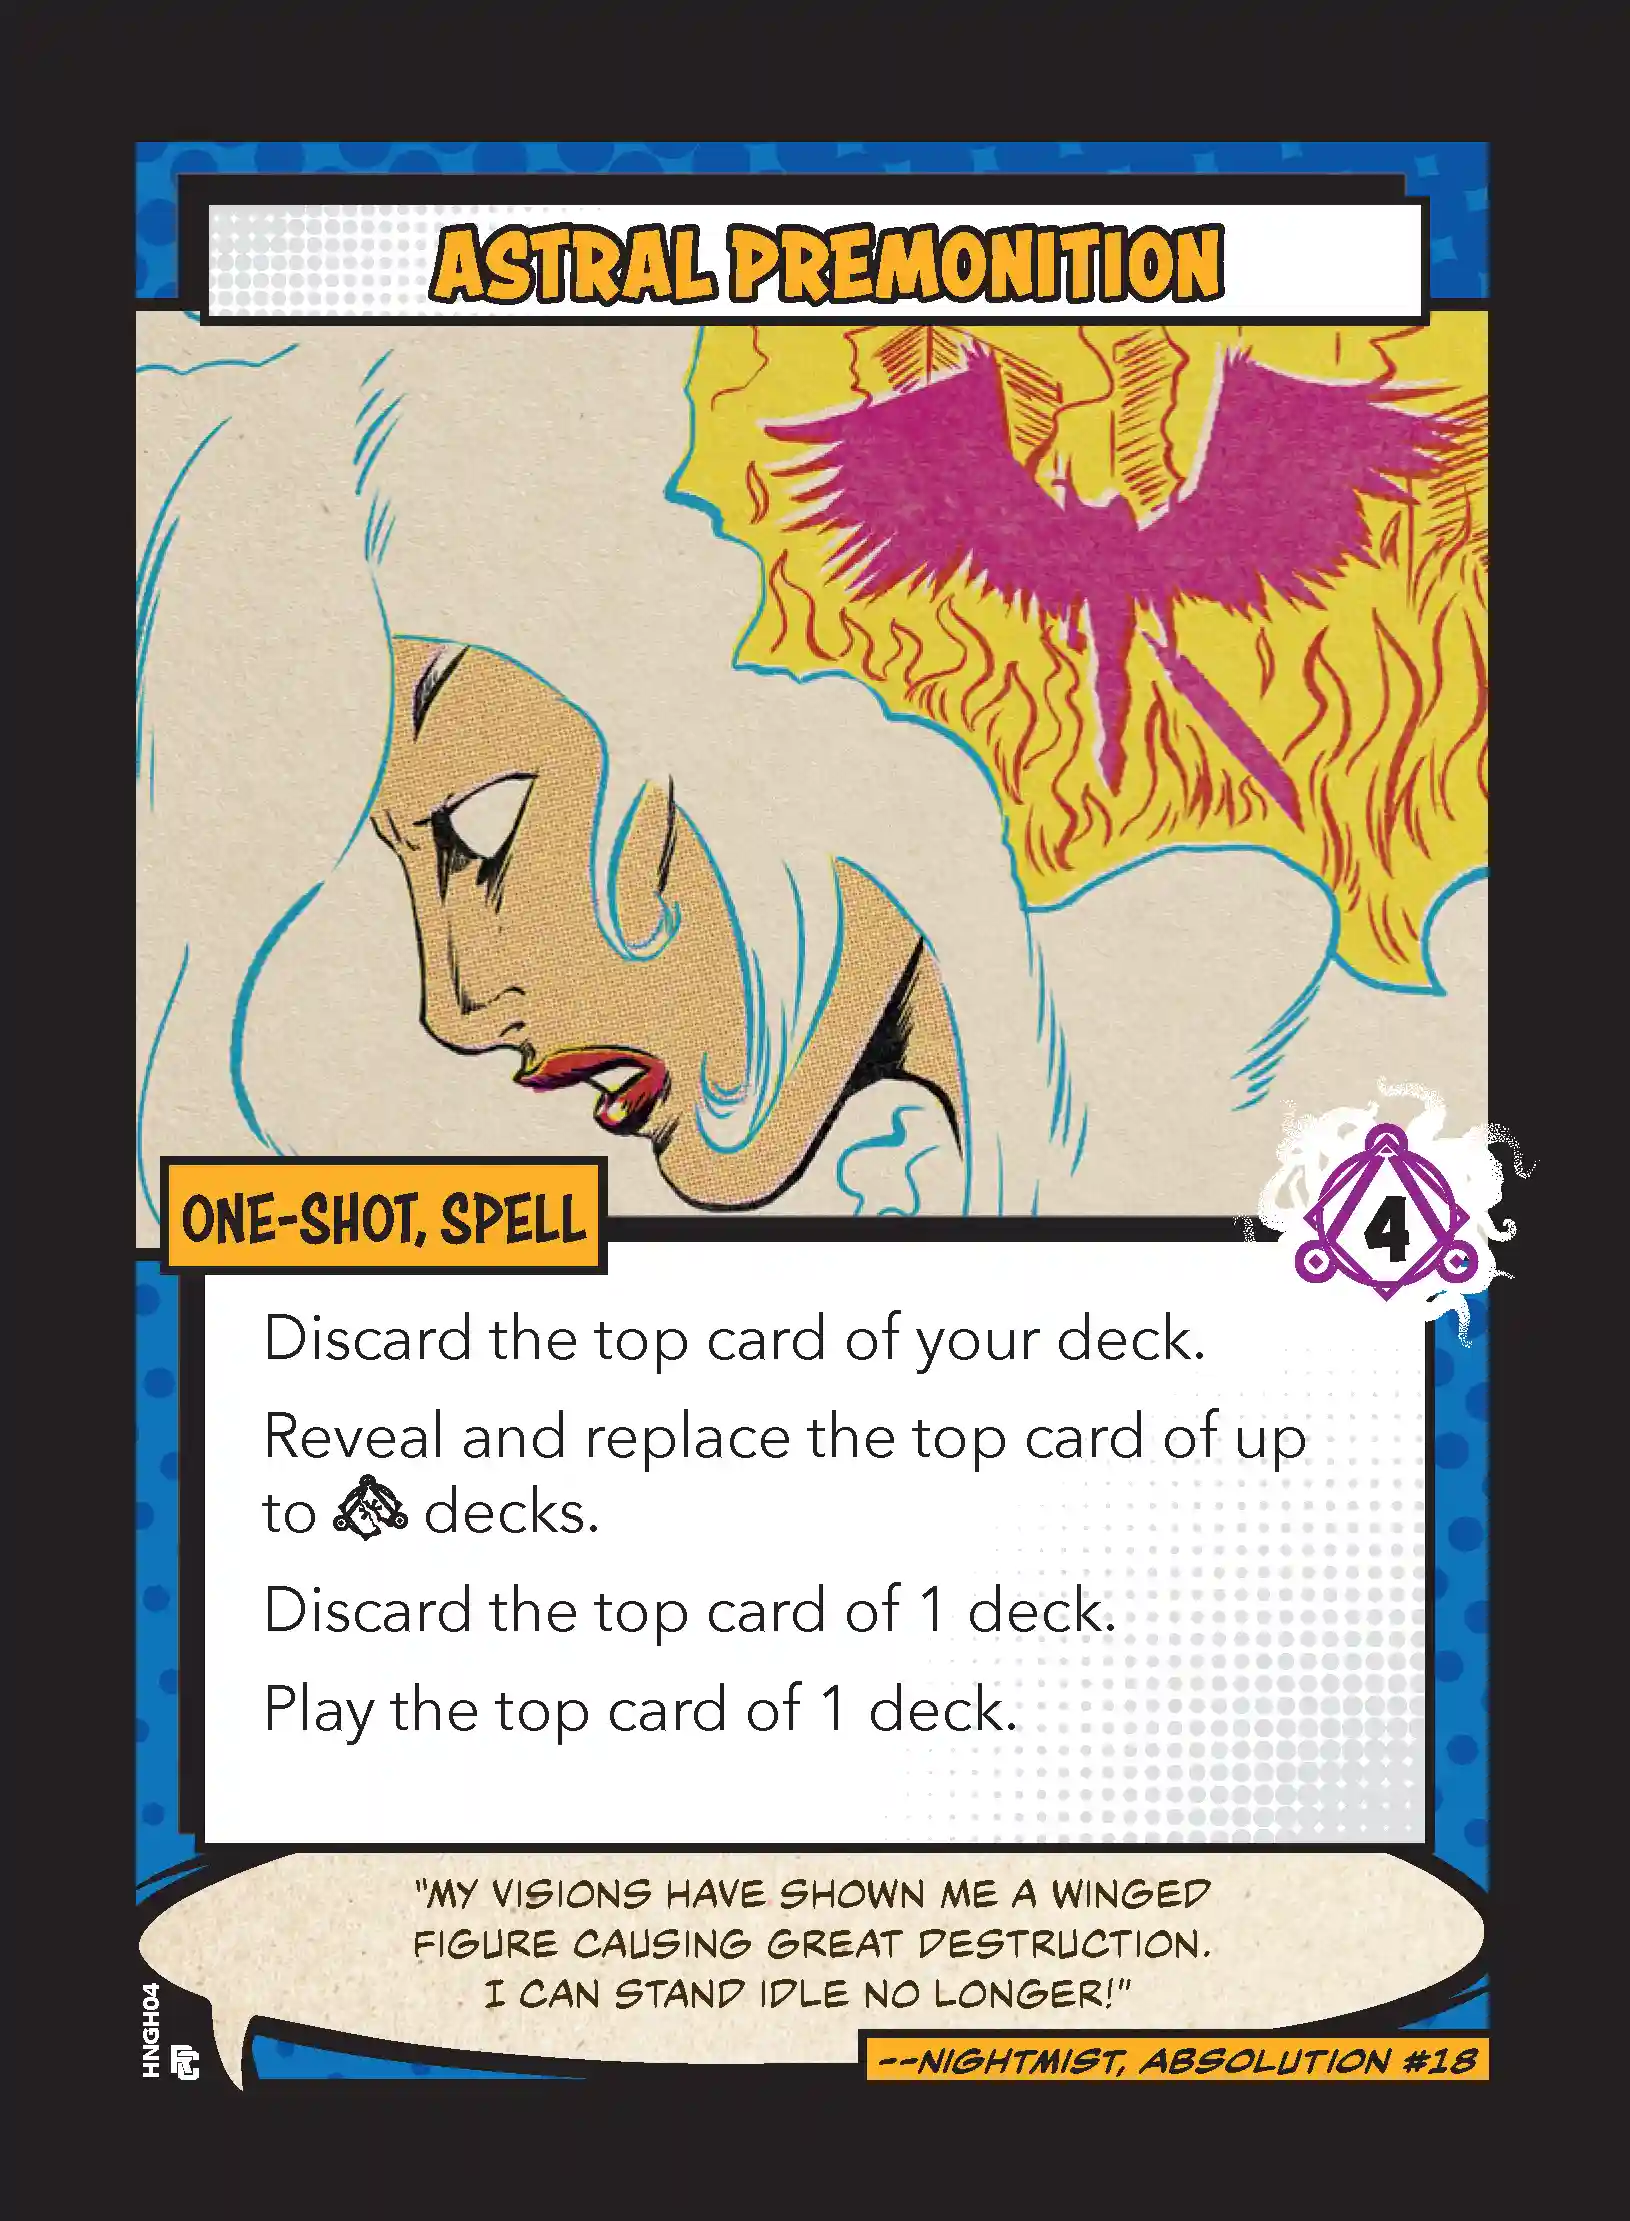 ASTRAL PREMONITION
ONE-SHOT, SPELL
4
Discard the top card of your deck.
Reveal and replace the top card of up
to decks.
Discard the top card of 1 deck.
Play the top card of 1 deck.
"MY VISIONS HAVE SHOWN ME A WINGED
FIGURE CAUSING GREAT DESTRUCTION.
I CAN STAND IDLE NO LONGER!"
--NIGHTMIST, ABSOLUTION #18
HNGH04